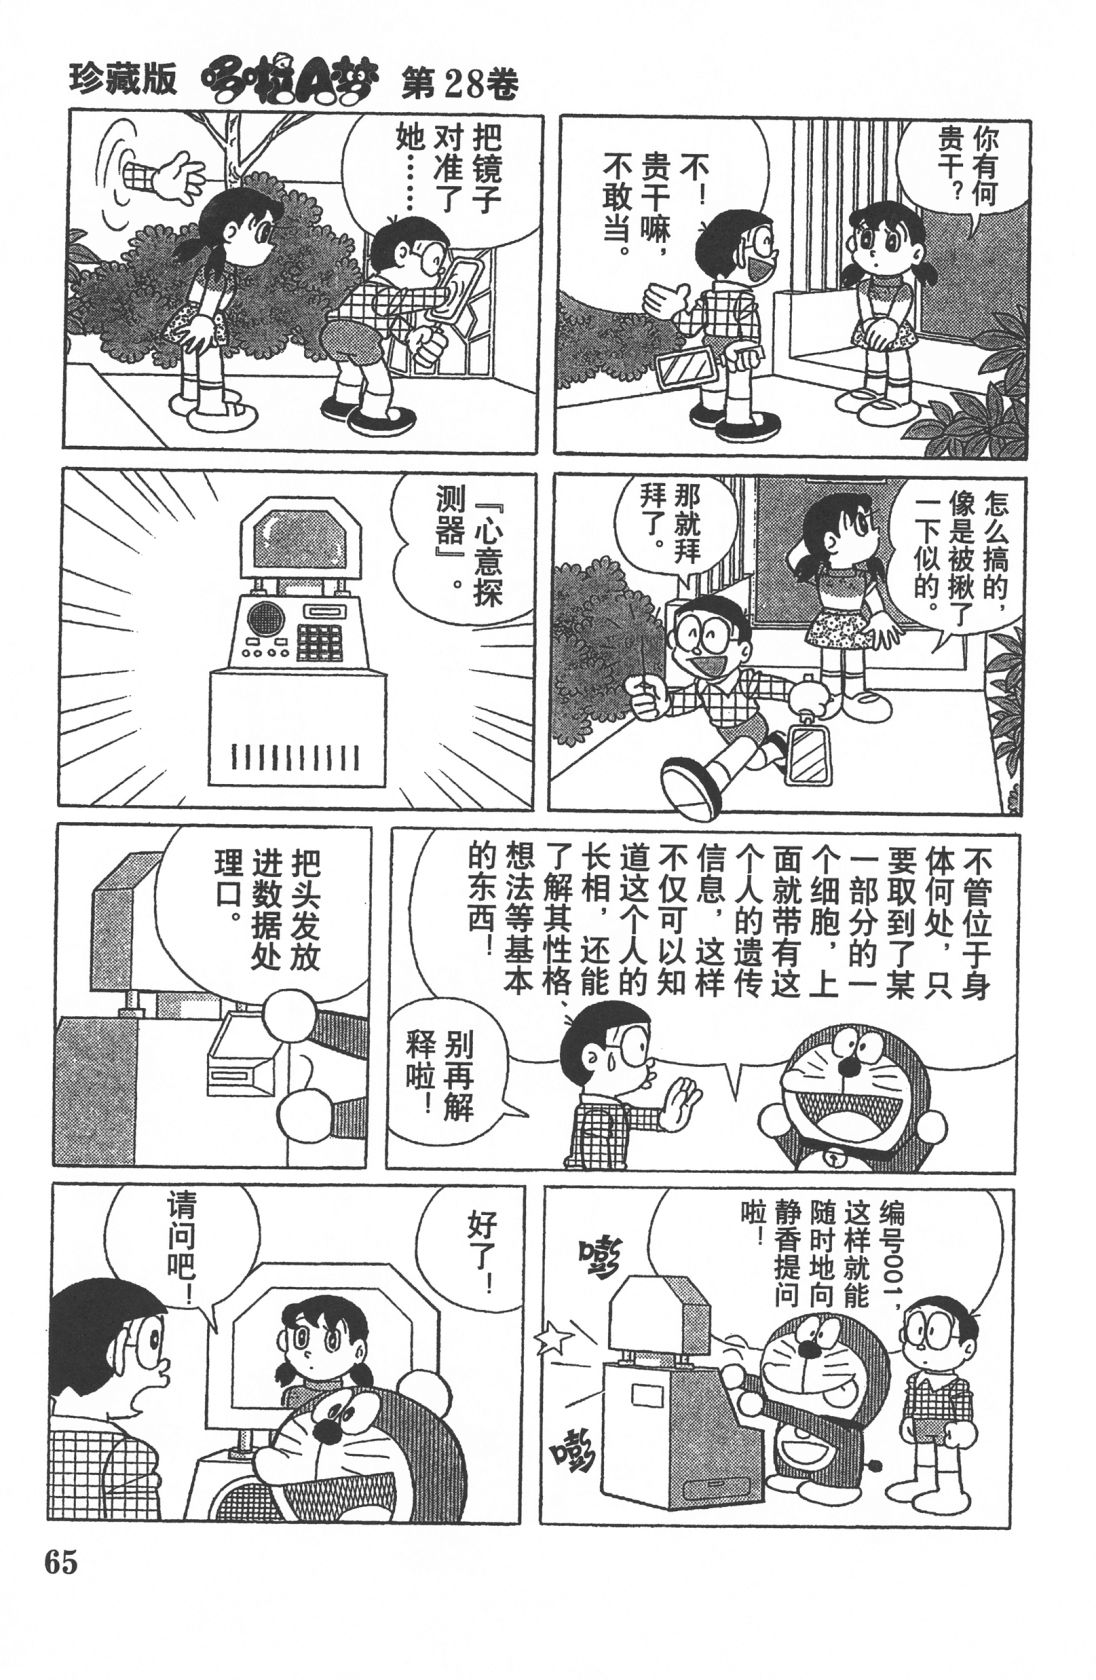 珍藏版 哆啦A梦 第28卷
你有何
贵干?
不!
贵干嘛,
不敢当。
把镜子
对准了
她……
怎么搞的,
像是被揪了
一下似的。
那就拜
拜了。
『心意探
测器』。
不管位于身
体何处,只
要取到了某
一部分的一
个细胞,上
面就带有这
个人的遗传
信息,这样
不仅可以知
道这个人的
长相,还能
了解其性格、
想法等基本
的东西!
别再解
释啦!
把头发放
进数据处
理口。
编号001,
这样就能
随时地向
静香提问
啦!
嘭
嘭
好了!
请问吧!
65